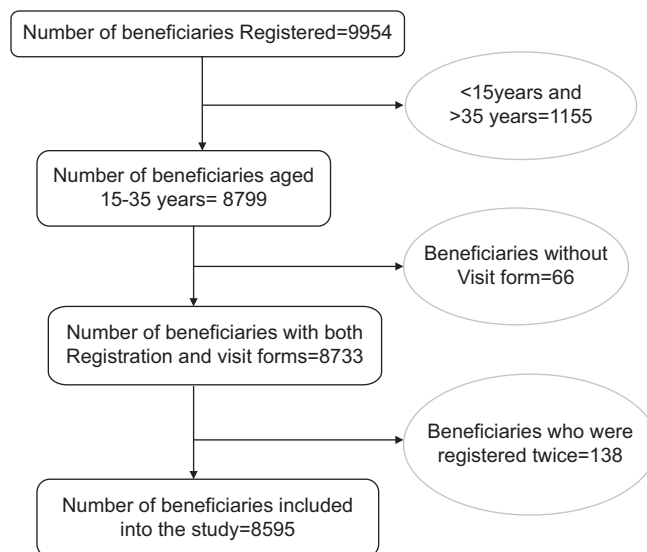 Number of beneficiaries Registered=9954
<15years and
>35 years=1155
Number of beneficiaries aged
15-35 years= 8799
Beneficiaries without
Visit form=66
Number of beneficiaries with both
Registration and visit forms=8733
Beneficiaries who were
registered twice=138
Number of beneficiaries included
into the study=8595